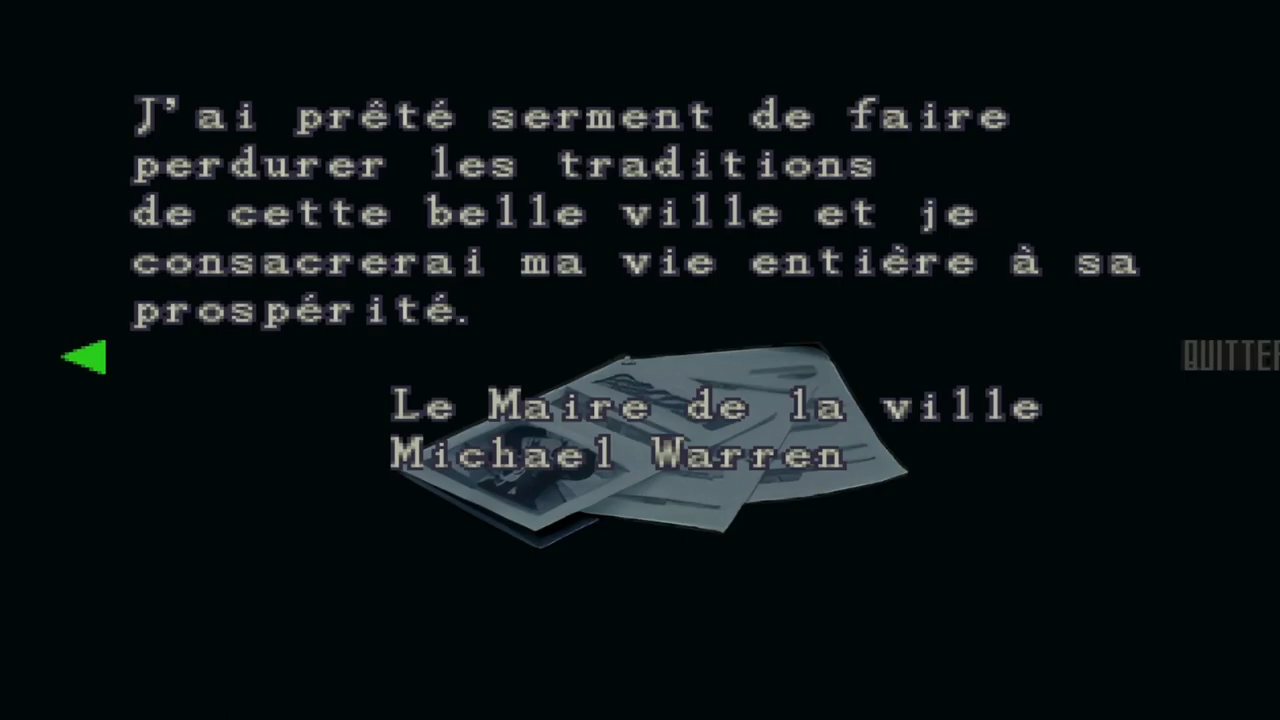 J'ai prêté serment de faire
perdurer les traditions
de cette belle ville et je
consacrerai ma vie entière à sa
prospérité.
QUITTER
Le Maire de la ville
Michael Warren